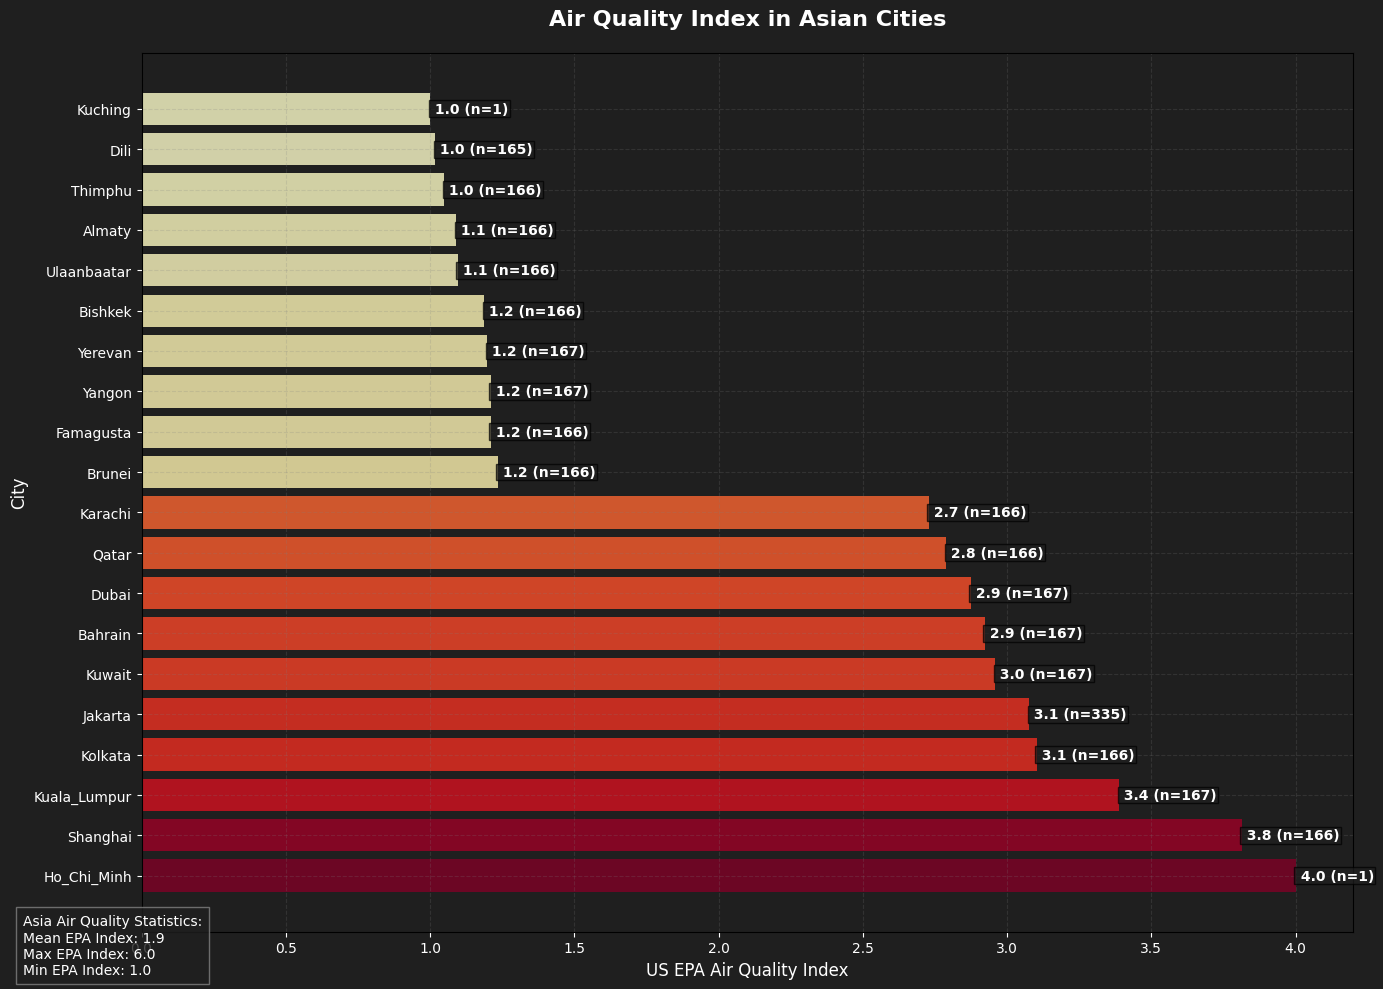 Air Quality Index in Asian Cities
Kuching
1.0 (n=1)
Dili
1.0 (n=165)
Thimphu
1.0 (n=166)
Almaty
1.1 (n=166)
Ulaanbaatar
1.1 (n=166)
Bishkek
1.2 (n=166)
Yerevan
1.2 (n=167)
Yangon
1.2 (n=167)
Famagusta
1.2 (n=166)
Brunei
1.2 (n=166)
Karachi
2.7 (n=166)
Qatar
2.8 (n=166)
Dubai
2.9 (n=167)
Bahrain
2.9 (n=167)
Kuwait
3.0 (n=167)
Jakarta
3.1 (n=335)
Kolkata
3.1 (n=166)
Kuala_Lumpur
3.4 (n=167)
Shanghai
3.8 (n=166)
Ho_Chi_Minh
4.0 (n=1)
City
0.5 1.0 1.5 2.0 2.5 3.0 3.5 4.0
US EPA Air Quality Index
Asia Air Quality Statistics:
Mean EPA Index: 1.9
Max EPA Index: 6.0
Min EPA Index: 1.0